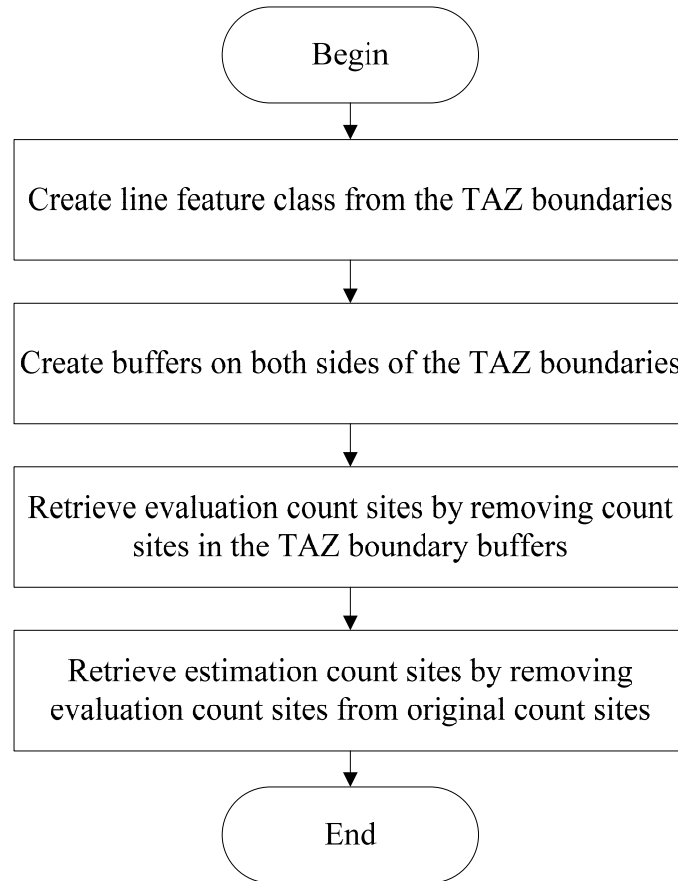 Begin
Create line feature class from the TAZ boundaries
Create buffers on both sides of the TAZ boundaries
Retrieve evaluation count sites by removing count
sites in the TAZ boundary buffers
Retrieve estimation count sites by removing
evaluation count sites from original count sites
End